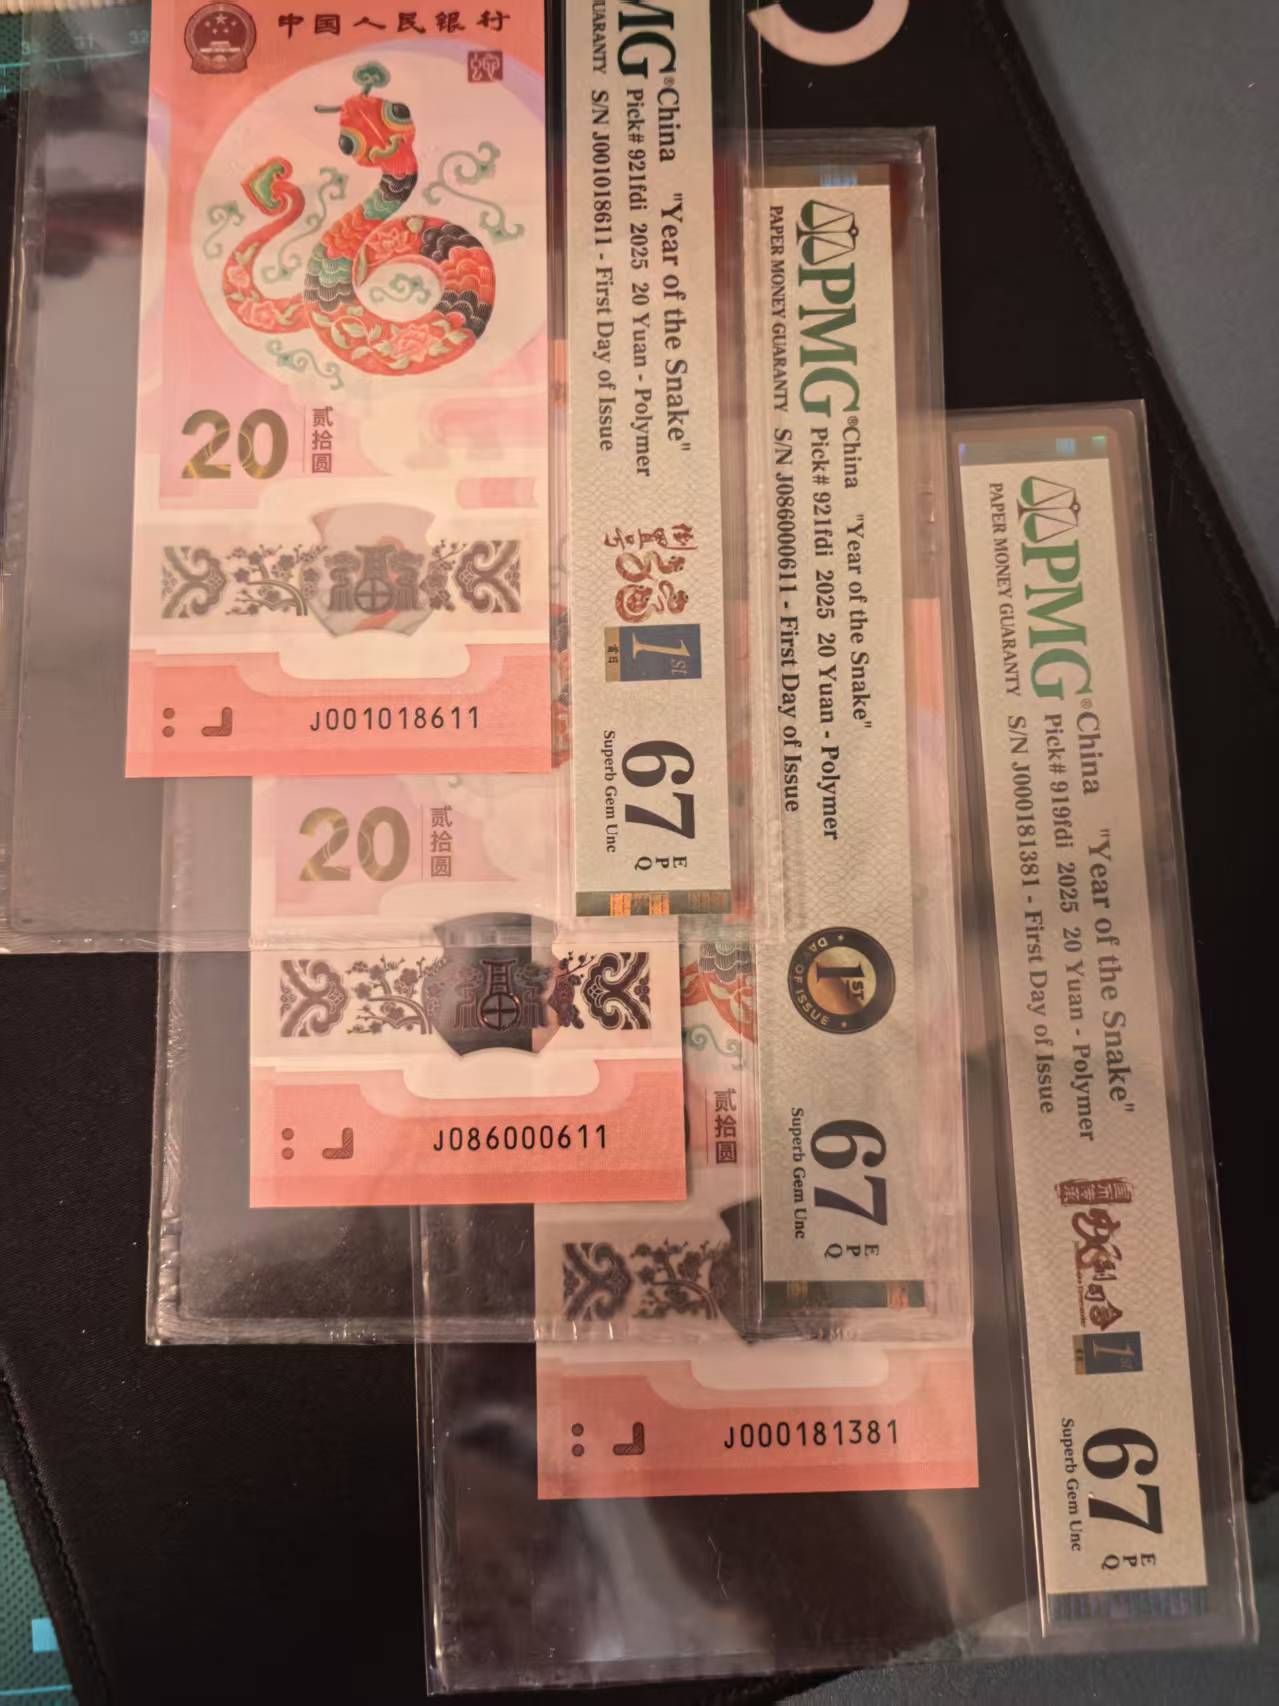 中国人民银行
20
贰拾圆
J001018611
PMG®
China "Year of the Snake"
Pick# 921fdi 2025 20 Yuan - Polymer
S/N J001018611 - First Day of Issue
倒置号
1st
首日
67 EPQ
Superb Gem Unc
20
贰拾圆
J086000611
PMG®
PAPER MONEY GUARANTY
China "Year of the Snake"
Pick# 921fdi 2025 20 Yuan - Polymer
S/N J086000611 - First Day of Issue
1ST
DAY OF ISSUE
67 EPQ
Superb Gem Unc
贰拾圆
J000181381
PMG®
PAPER MONEY GUARANTY
China "Year of the Snake"
Pick# 919fdi 2025 20 Yuan - Polymer
S/N J000181381 - First Day of Issue
1st
67 EPQ
Superb Gem Unc